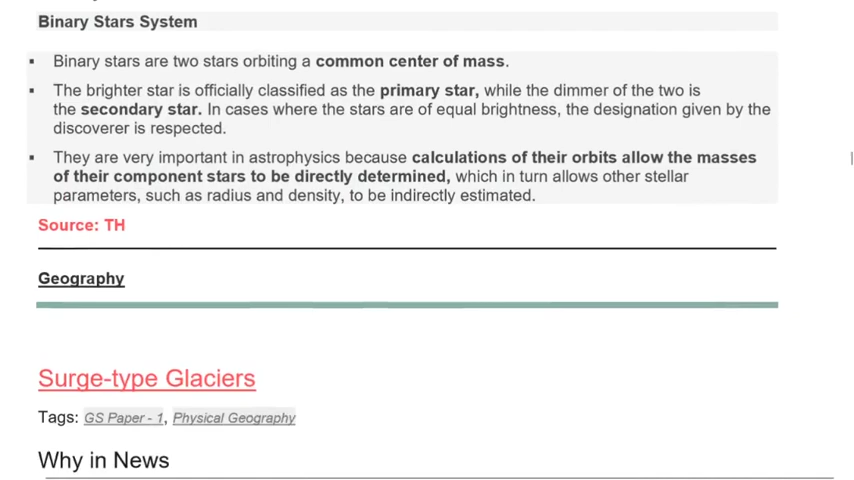 Binary Stars System
▪ Binary stars are two stars orbiting a common center of mass.
▪ The brighter star is officially classified as the primary star, while the dimmer of the two is
the secondary star. In cases where the stars are of equal brightness, the designation given by the
discoverer is respected.
▪ They are very important in astrophysics because calculations of their orbits allow the masses
of their component stars to be directly determined, which in turn allows other stellar
parameters, such as radius and density, to be indirectly estimated.
Source: TH
Geography
Surge-type Glaciers
Tags: GS Paper - 1, Physical Geography
Why in News